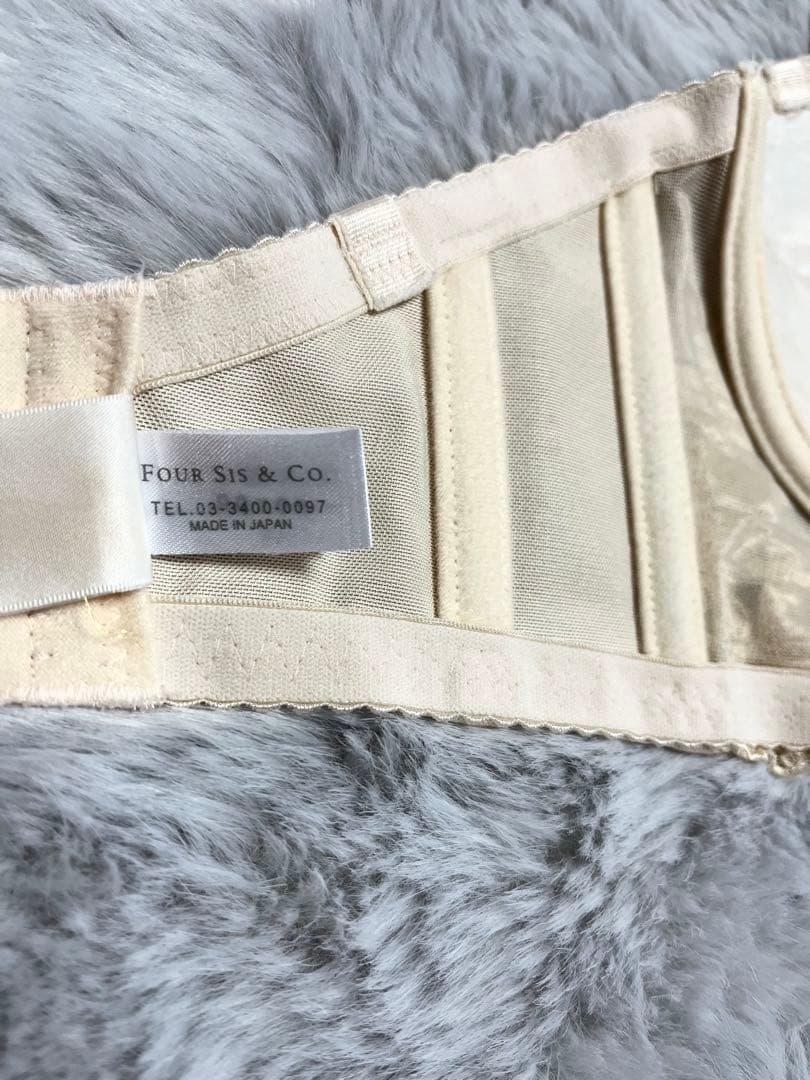 FOUR SIS & CO.
TEL.03-3400-0097
MADE IN JAPAN